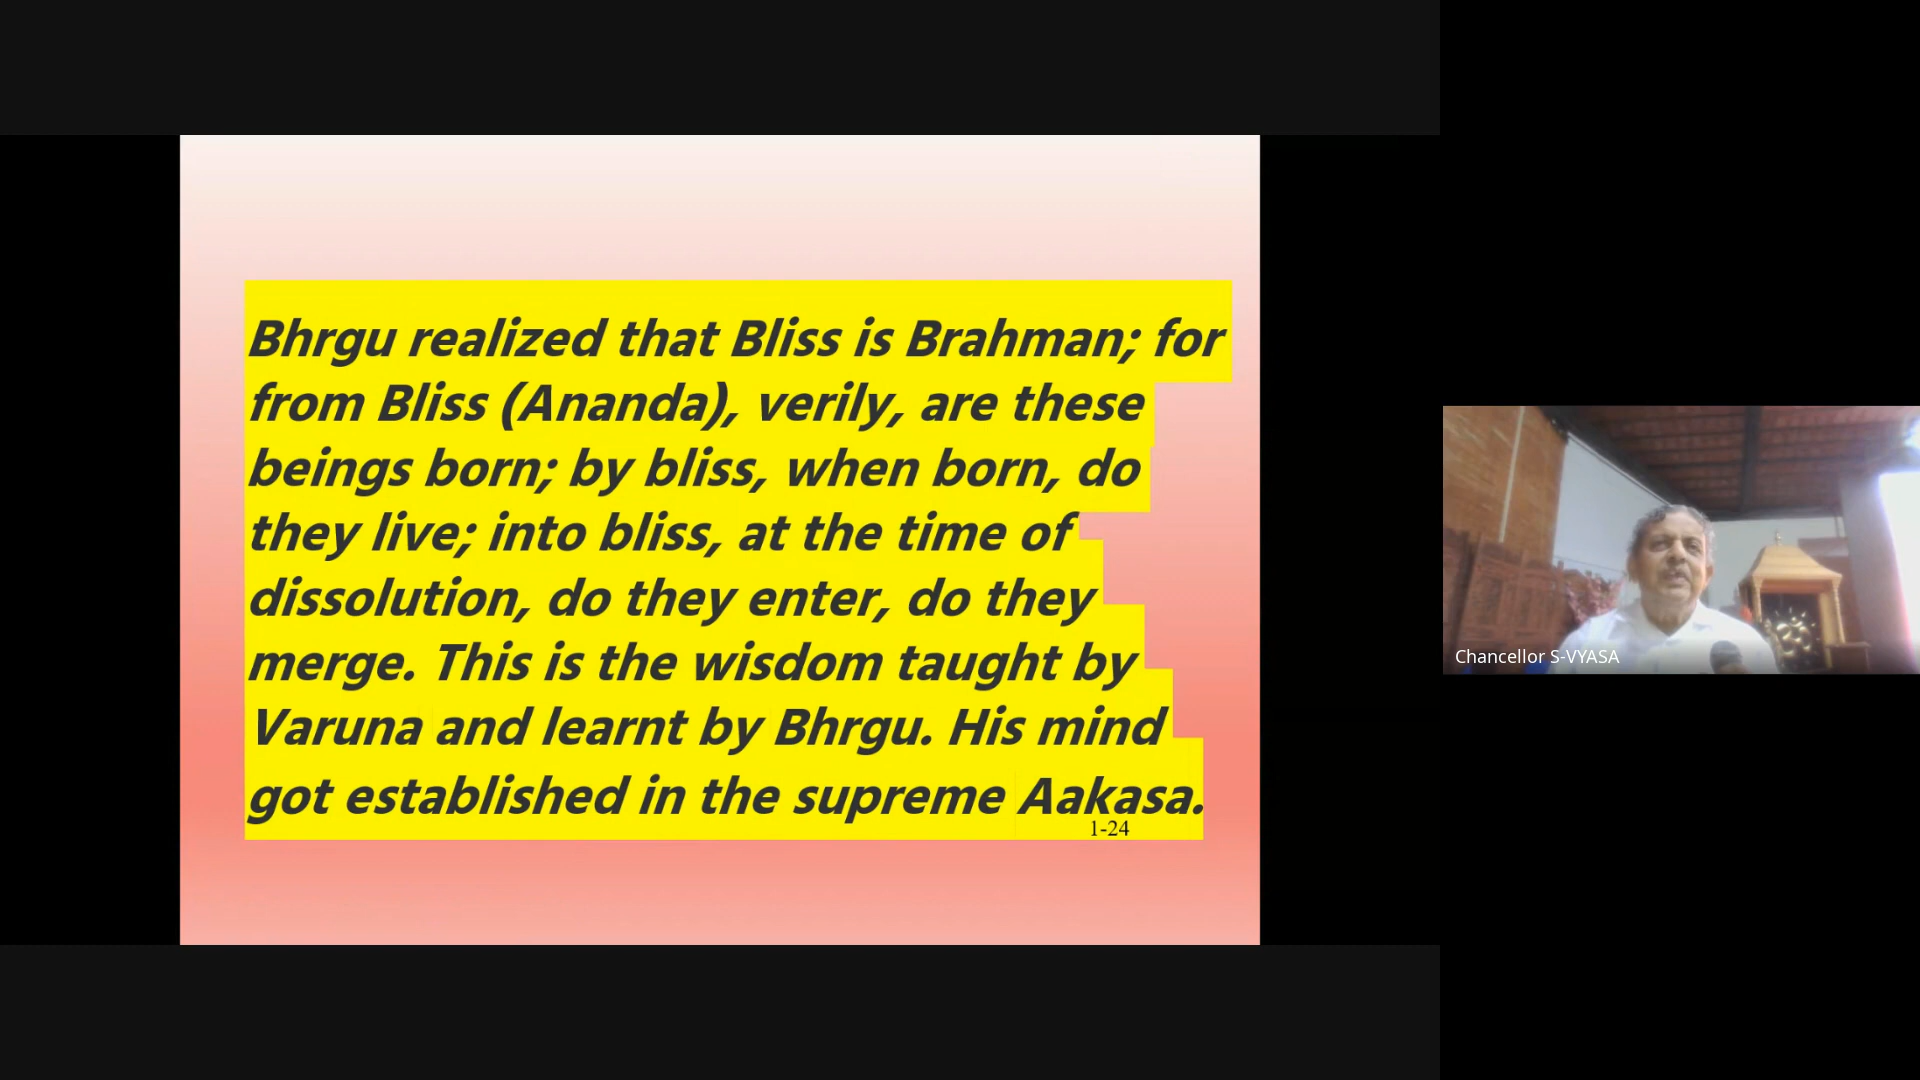 Bhrgu realized that Bliss is Brahman; for
from Bliss (Ananda), verily, are these
beings born; by bliss, when born, do
they live; into bliss, at the time of
dissolution, do they enter, do they
merge. This is the wisdom taught by
Varuna and learnt by Bhrgu. His mind
got established in the supreme Aakasa.
1-24
Chancellor S-VYASA